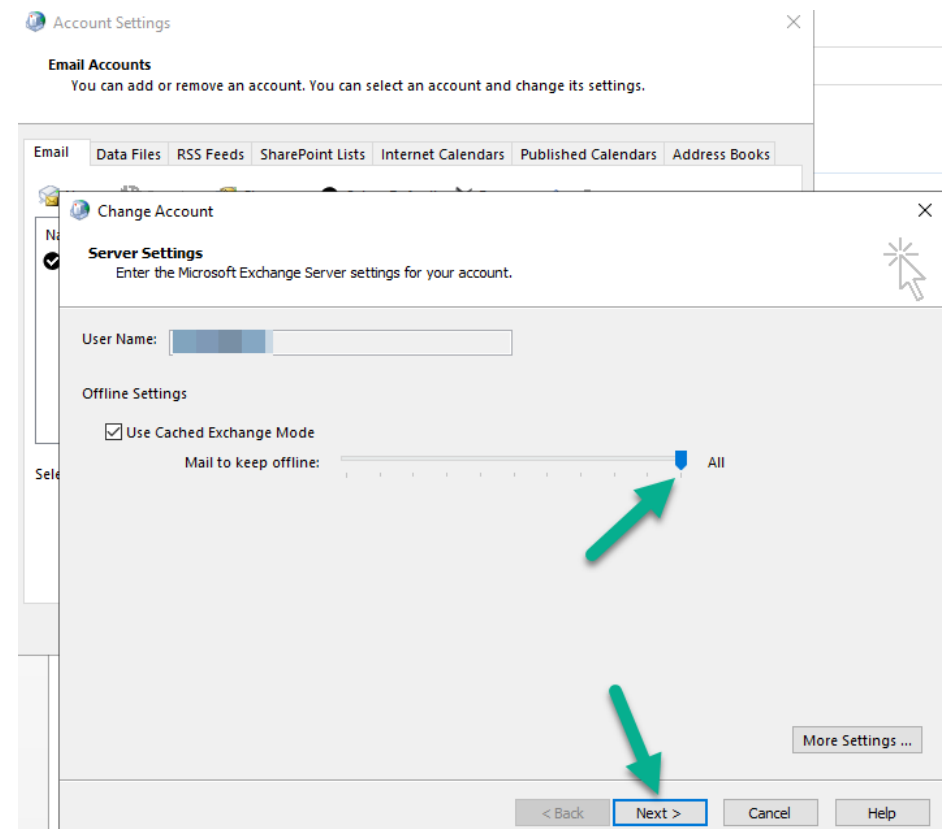 Account Settings
Email Accounts
You can add or remove an account. You can select an account and change its settings.
Email Data Files RSS Feeds SharePoint Lists Internet Calendars Published Calendars Address Books
Change Account
Server Settings
Enter the Microsoft Exchange Server settings for your account.
User Name:
Offline Settings
Use Cached Exchange Mode
Mail to keep offline: All
More Settings ...
< Back Next > Cancel Help